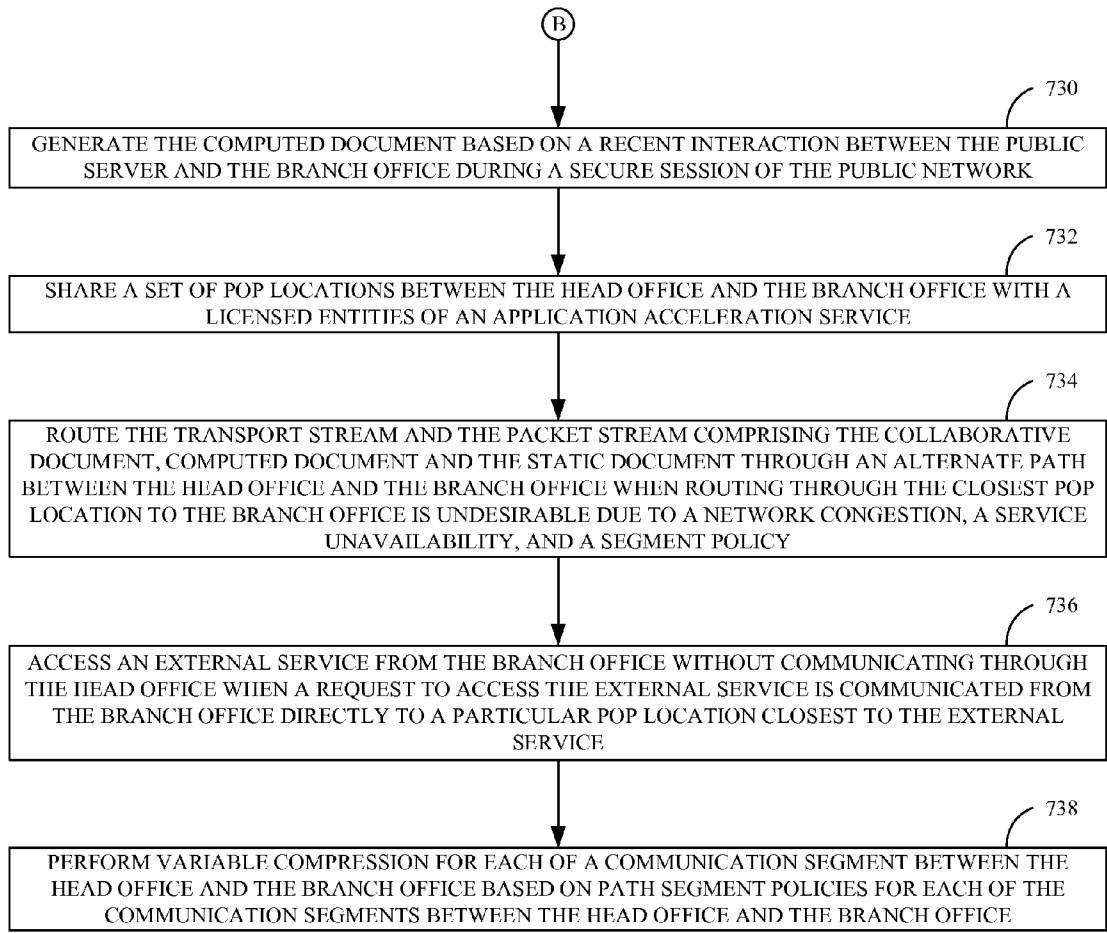 B
730
GENERATE THE COMPUTED DOCUMENT BASED ON A RECENT INTERACTION BETWEEN THE PUBLIC
SERVER AND THE BRANCH OFFICE DURING A SECURE SESSION OF THE PUBLIC NETWORK
732
SHARE A SET OF POP LOCATIONS BETWEEN THE HEAD OFFICE AND THE BRANCH OFFICE WITH A
LICENSED ENTITIES OF AN APPLICATION ACCELERATION SERVICE
734
ROUTE THE TRANSPORT STREAM AND THE PACKET STREAM COMPRISING THE COLLABORATIVE
DOCUMENT, COMPUTED DOCUMENT AND THE STATIC DOCUMENT THROUGH AN ALTERNATE PATH
BETWEEN THE HEAD OFFICE AND THE BRANCH OFFICE WHEN ROUTING THROUGH THE CLOSEST POP
LOCATION TO THE BRANCH OFFICE IS UNDESIRABLE DUE TO A NETWORK CONGESTION, A SERVICE
UNAVAILABILITY, AND A SEGMENT POLICY
736
ACCESS AN EXTERNAL SERVICE FROM THE BRANCH OFFICE WITHOUT COMMUNICATING THROUGH
THE HEAD OFFICE WHEN A REQUEST TO ACCESS THE EXTERNAL SERVICE IS COMMUNICATED FROM
THE BRANCH OFFICE DIRECTLY TO A PARTICULAR POP LOCATION CLOSEST TO THE EXTERNAL
SERVICE
738
PERFORM VARIABLE COMPRESSION FOR EACH OF A COMMUNICATION SEGMENT BETWEEN THE
HEAD OFFICE AND THE BRANCH OFFICE BASED ON PATH SEGMENT POLICIES FOR EACH OF THE
COMMUNICATION SEGMENTS BETWEEN THE HEAD OFFICE AND THE BRANCH OFFICE